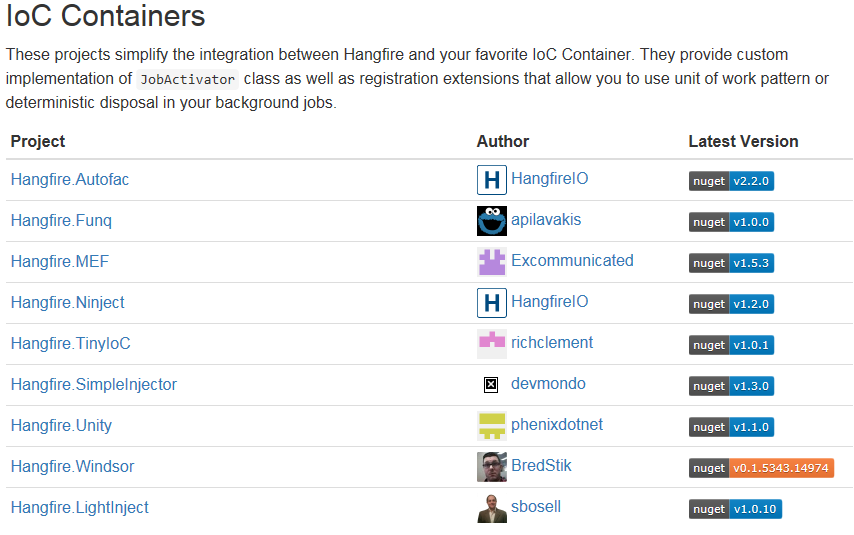 IoC Containers
These projects simplify the integration between Hangfire and your favorite IoC Container. They provide custom
implementation of JobActivator class as well as registration extensions that allow you to use unit of work pattern or
deterministic disposal in your background jobs.
Project Author Latest Version
Hangfire.Autofac H HangfireIO nuget v2.2.0
Hangfire.Funq apilavakis nuget v1.0.0
Hangfire.MEF Excommunicated nuget v1.5.3
Hangfire.Ninject H HangfireIO nuget v1.2.0
Hangfire.TinyIoC richclement nuget v1.0.1
Hangfire.SimpleInjector devmondo nuget v1.3.0
Hangfire.Unity phenixdotnet nuget v1.1.0
Hangfire.Windsor BredStik nuget v0.1.5343.14974
Hangfire.LightInject sbosell nuget v1.0.10